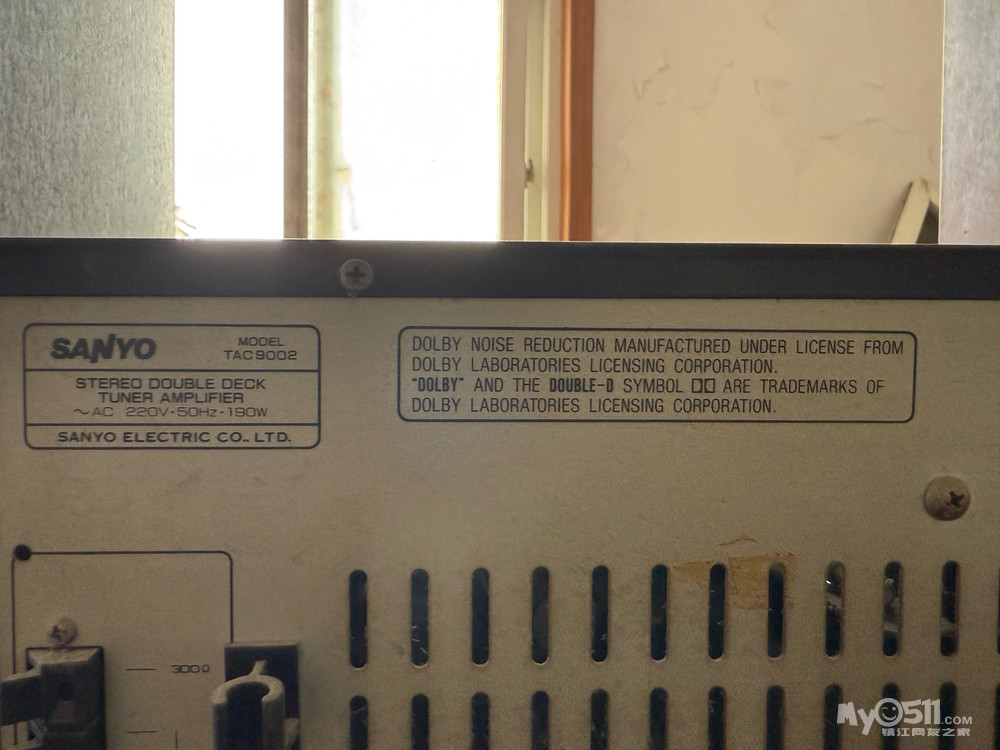 SANYO
MODEL
TAC9002
STEREO DOUBLE DECK
TUNER AMPLIFIER
~AC 220V·50Hz·190W
SANYO ELECTRIC CO., LTD.
DOLBY NOISE REDUCTION MANUFACTURED UNDER LICENSE FROM
DOLBY LABORATORIES LICENSING CORPORATION.
"DOLBY" AND THE DOUBLE-D SYMBOL ARE TRADEMARKS OF
DOLBY LABORATORIES LICENSING CORPORATION.
300Ω
My0511.COM
镇江网友之家